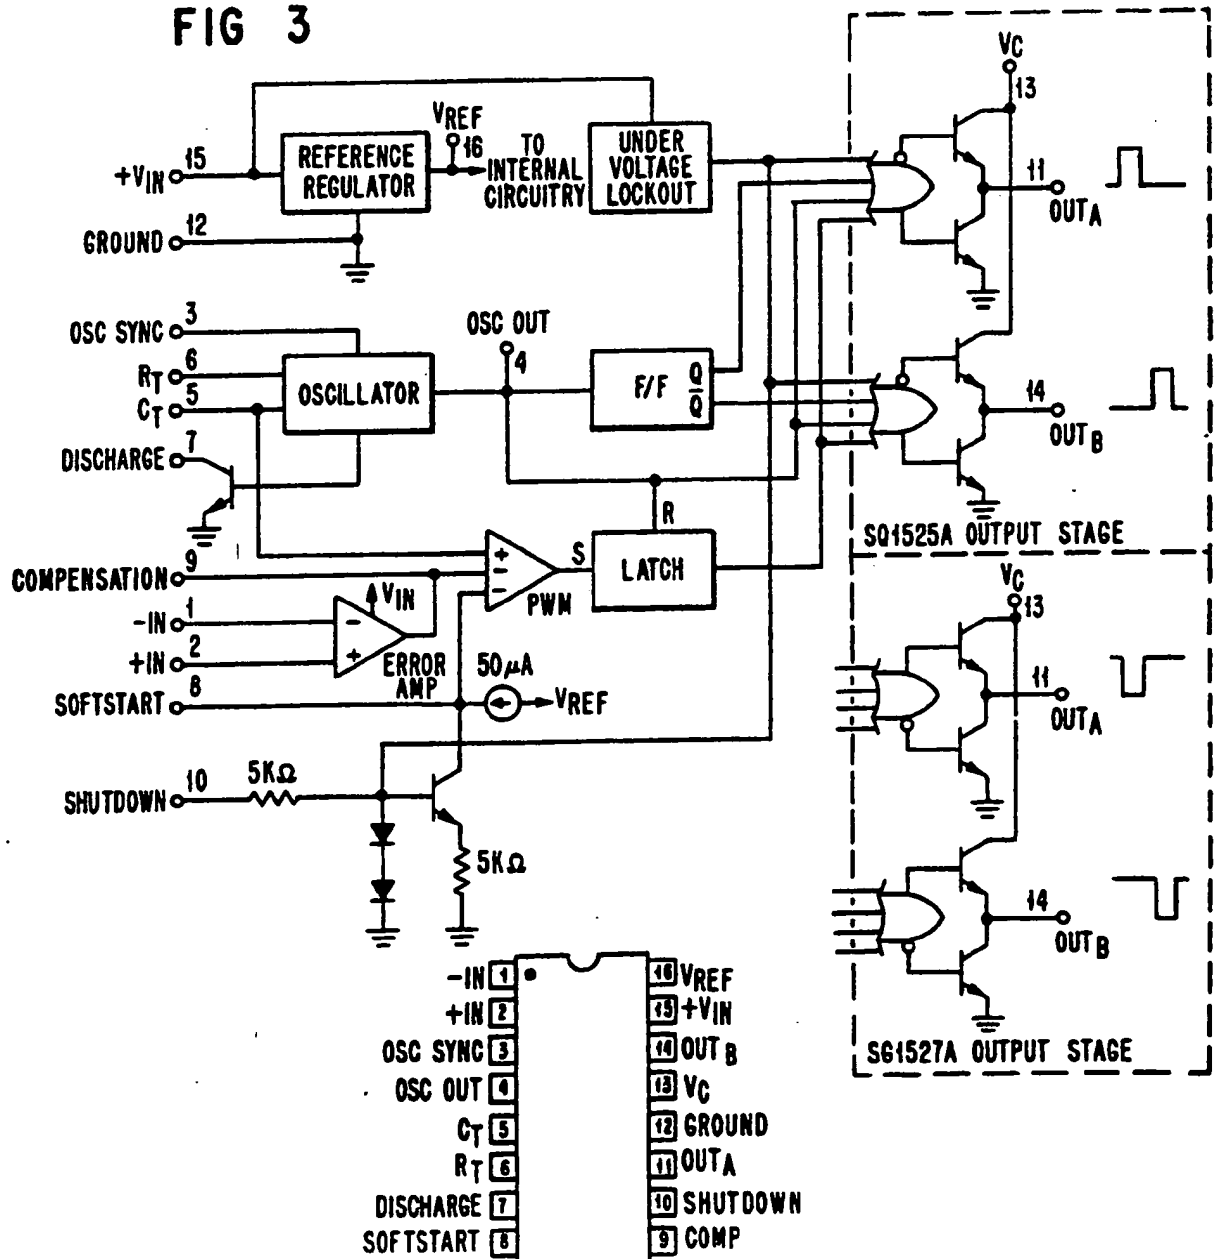 FIG 3
VC
13
+VIN 15
REFERENCE
REGULATOR
VREF
16
TO
INTERNAL
CIRCUITRY
UNDER
VOLTAGE
LOCKOUT
11
OUTA
GROUND 12
OSC SYNC 3
RT 6
CT 5
OSCILLATOR
OSC OUT
4
F/F
Q
Q
14
OUTB
DISCHARGE 7
R
SQ1525A OUTPUT STAGE
COMPENSATION 9
+
-
-
PWM
S
LATCH
-IN 1
+IN 2
VIN
-
+
ERROR
AMP
SOFTSTART 8
50μA
VREF
SHUTDOWN 10
5KΩ
5KΩ
VC
13
11
OUTA
14
OUTB
SG1527A OUTPUT STAGE
-IN 1
16 VREF
+IN 2
15 +VIN
OSC SYNC 3
14 OUTB
OSC OUT 4
13 VC
CT 5
12 GROUND
RT 6
11 OUTA
DISCHARGE 7
10 SHUTDOWN
SOFTSTART 8
9 COMP